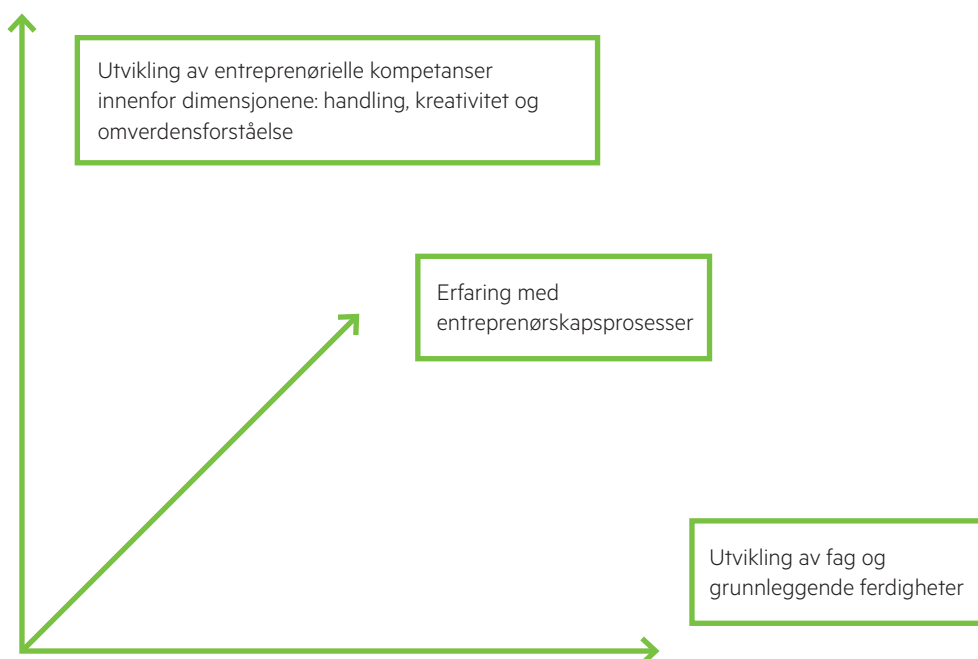 Utvikling av entreprenørielle kompetanser
innenfor dimensjonene: handling, kreativitet og
omverdensforståelse
Erfaring med
entreprenørskapsprosesser
Utvikling av fag og
grunnleggende ferdigheter